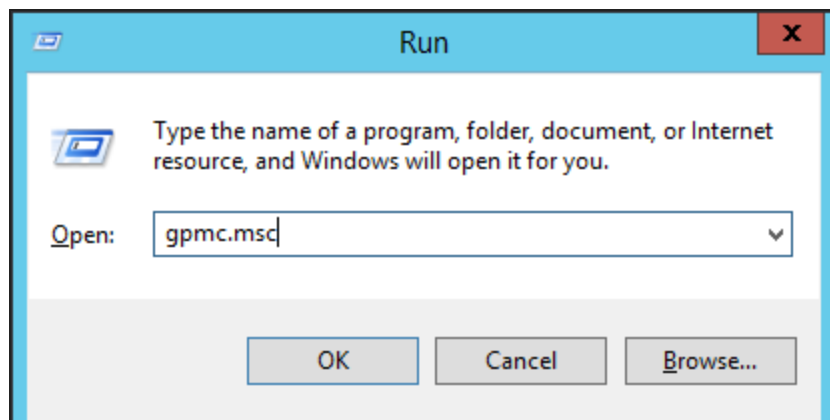 Run
x
Type the name of a program, folder, document, or Internet
resource, and Windows will open it for you.
Open: gpmc.msc
OK Cancel Browse...